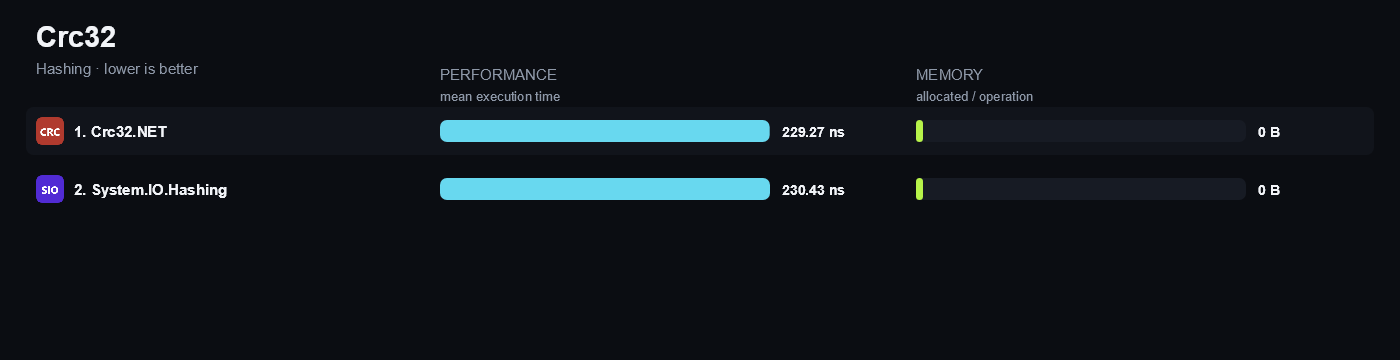 Crc32
Hashing · lower is better
PERFORMANCE
mean execution time
MEMORY
allocated / operation
CRC 1. Crc32.NET 229.27 ns 0 B
SIO 2. System.IO.Hashing 230.43 ns 0 B